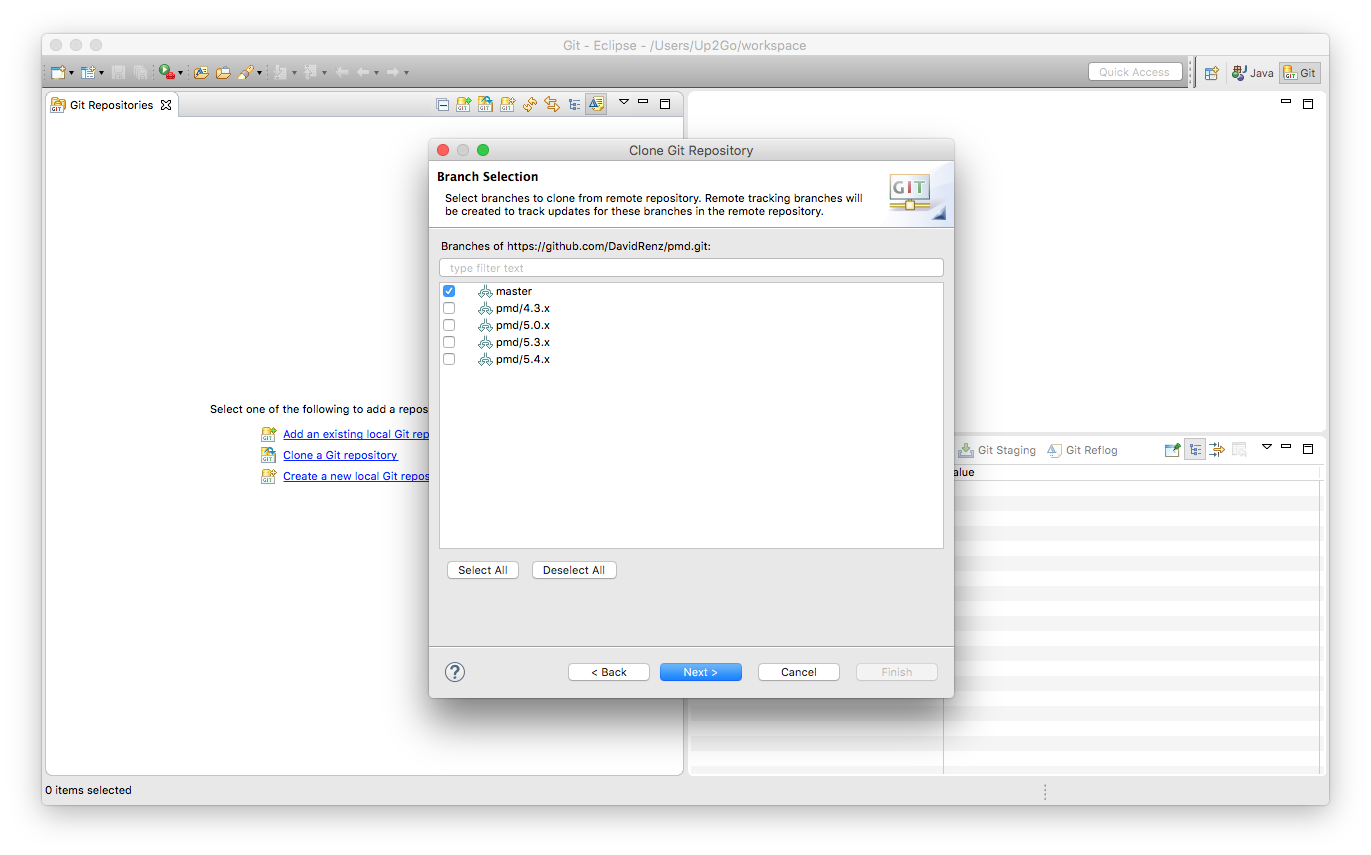 Git - Eclipse - /Users/Up2Go/workspace
Quick Access
Java
Git
Git Repositories
Select one of the following to add a repos
Add an existing local Git rep
Clone a Git repository
Create a new local Git repos
Clone Git Repository
Branch Selection
Select branches to clone from remote repository. Remote tracking branches will
be created to track updates for these branches in the remote repository.
GIT
Branches of https://github.com/DavidRenz/pmd.git:
type filter text
master
pmd/4.3.x
pmd/5.0.x
pmd/5.3.x
pmd/5.4.x
Select All
Deselect All
?
< Back
Next >
Cancel
Finish
Git Staging
Git Reflog
alue
0 items selected